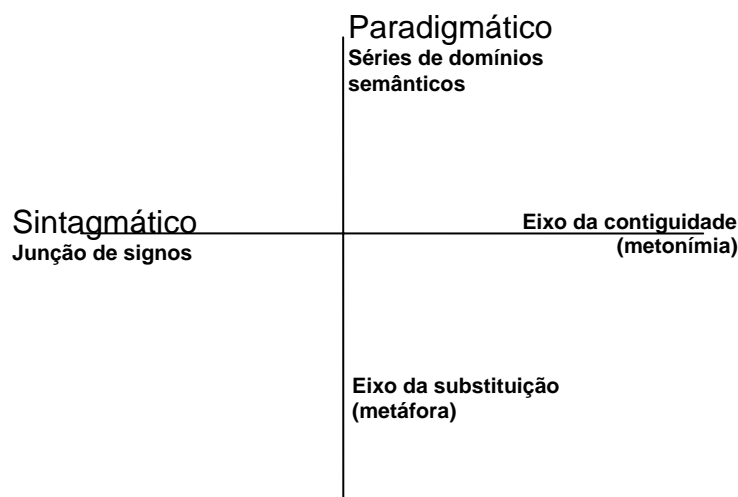 Paradigmático
Séries de domínios
semânticos
Sintagmático
Junção de signos
Eixo da contiguidade
(metonímia)
Eixo da substituição
(metáfora)